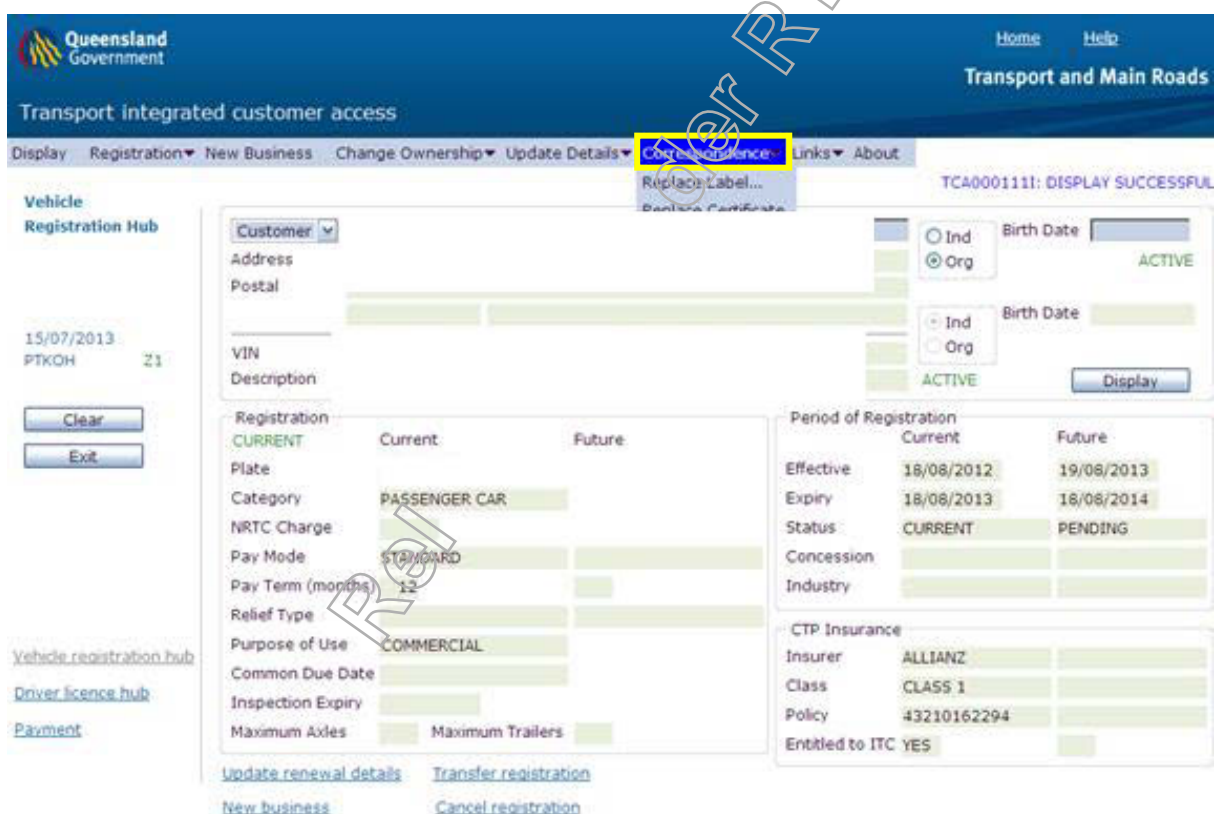 Queensland
Government
Home Help
Transport and Main Roads
Transport integrated customer access
Display Registration New Business Change Ownership Update Details Correspondence Links About
Replace Label...
Replace Certificate
TCA000111I: DISPLAY SUCCESSFUL
Vehicle
Registration Hub
Customer
Ind
Birth Date
Address
Org
ACTIVE
Postal
Ind
Birth Date
15/07/2013
PTKOH Z1
Org
VIN
Description
ACTIVE
Display
Clear
Exit
Registration
CURRENT Current Future
Plate
Category PASSENGER CAR
NRTC Charge
Pay Mode STANDARD
Pay Term (months) 12
Relief Type
Purpose of Use COMMERCIAL
Common Due Date
Inspection Expiry
Maximum Axles Maximum Trailers
Period of Registration
Current Future
Effective 18/08/2012 19/08/2013
Expiry 18/08/2013 18/08/2014
Status CURRENT PENDING
Concession
Industry
CTP Insurance
Insurer ALLIANZ
Class CLASS 1
Policy 43210162294
Entitled to ITC YES
Vehicle registration hub
Driver licence hub
Payment
Update renewal details Transfer registration
New business Cancel registration